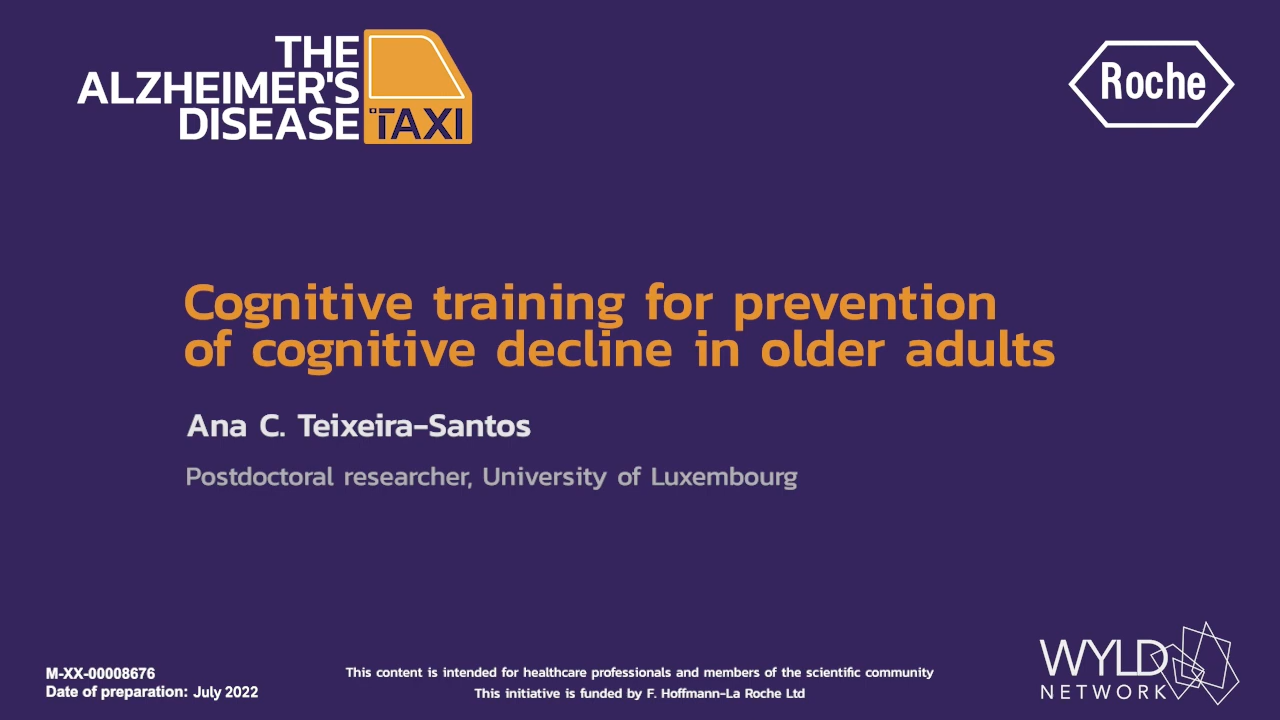 THE
ALZHEIMER'S
DISEASE TAXI
Roche
Cognitive training for prevention
of cognitive decline in older adults
Ana C. Teixeira-Santos
Postdoctoral researcher, University of Luxembourg
M-XX-00008676
Date of preparation: July 2022
This content is intended for healthcare professionals and members of the scientific community
This initiative is funded by F. Hoffmann-La Roche Ltd
WYLD
NETWORK